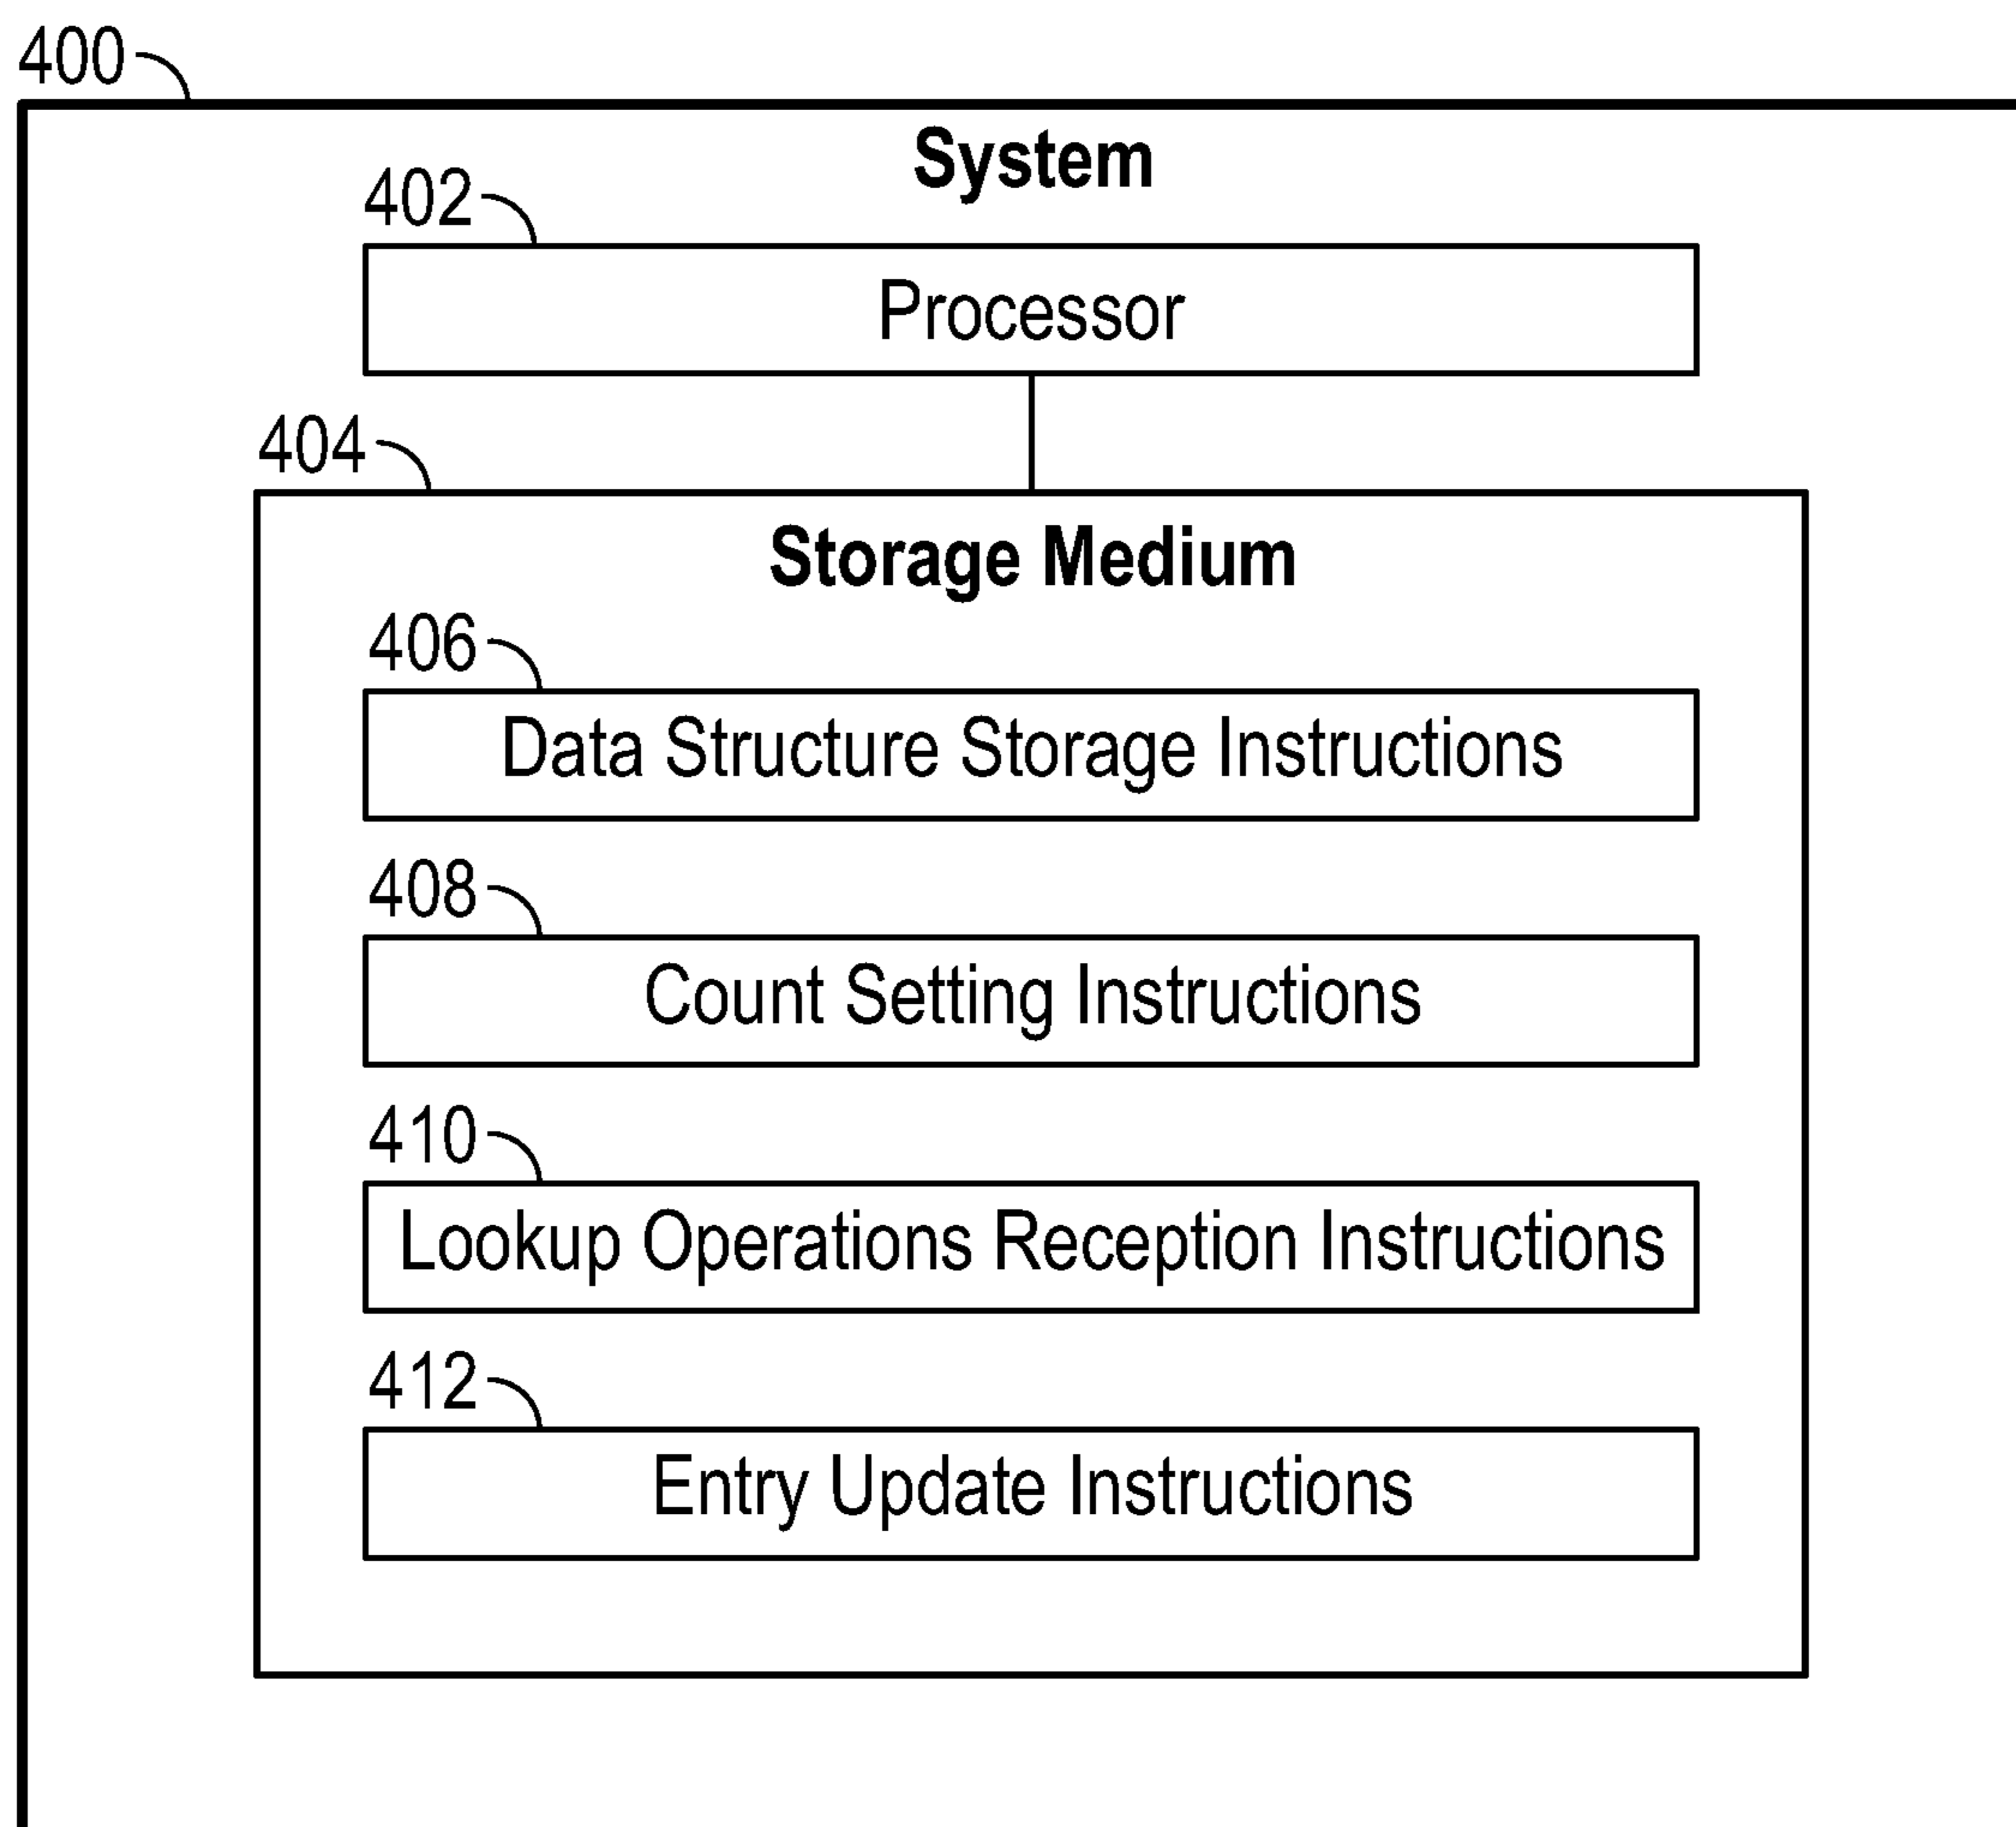 400
System
402
Processor
404
Storage Medium
406
Data Structure Storage Instructions
408
Count Setting Instructions
410
Lookup Operations Reception Instructions
412
Entry Update Instructions